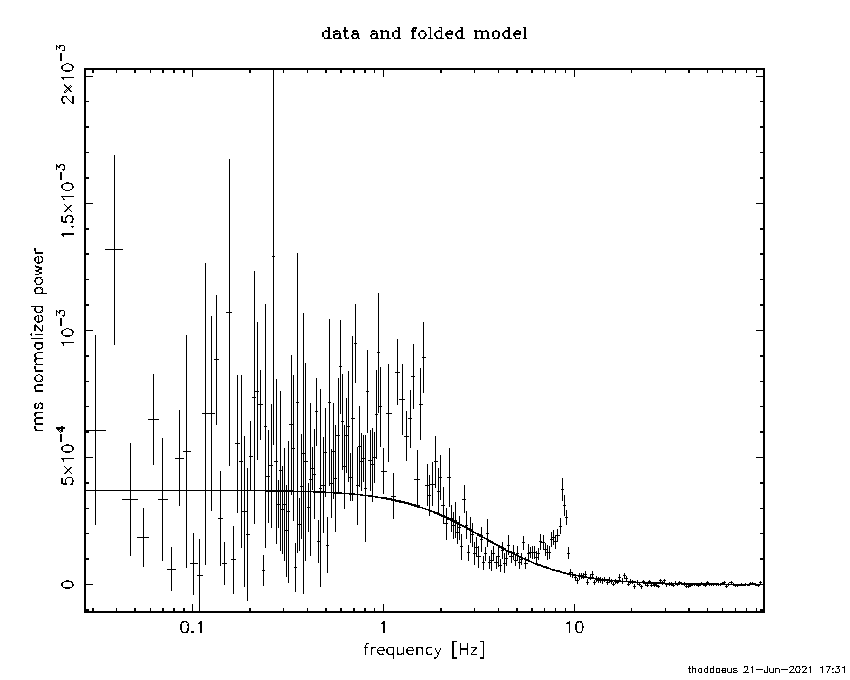 data and folded model
2×10⁻³
1.5×10⁻³
10⁻³
5×10⁻⁴
0
rms normalized power
0.1 1 10
frequency [Hz]
thaddaeus 21-Jun-2021 17:31